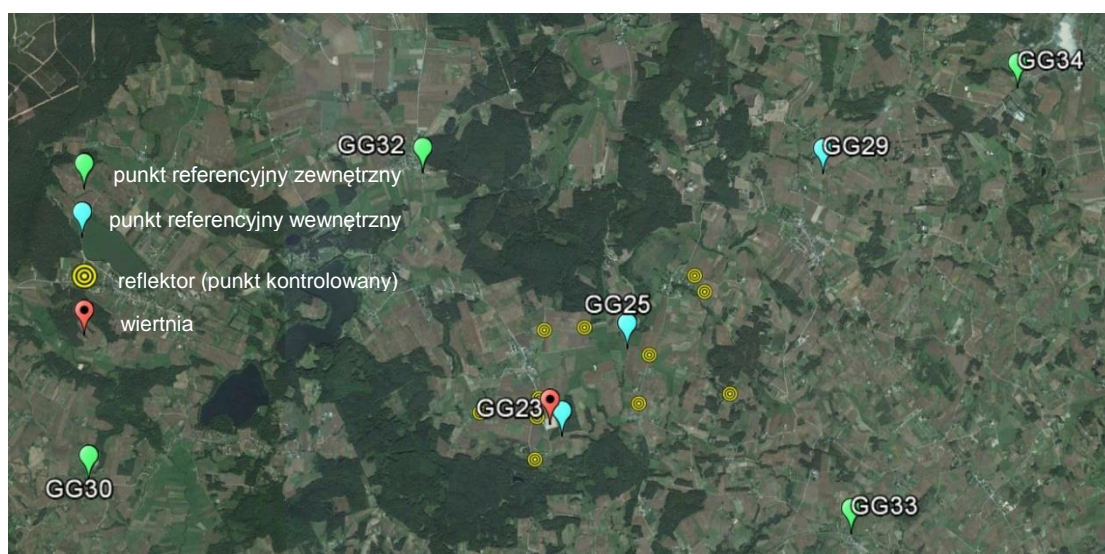 GG34
GG32
GG29
punkt referencyjny zewnętrzny
punkt referencyjny wewnętrzny
reflektor (punkt kontrolowany)
GG25
wiertnia
GG23
GG30
GG33